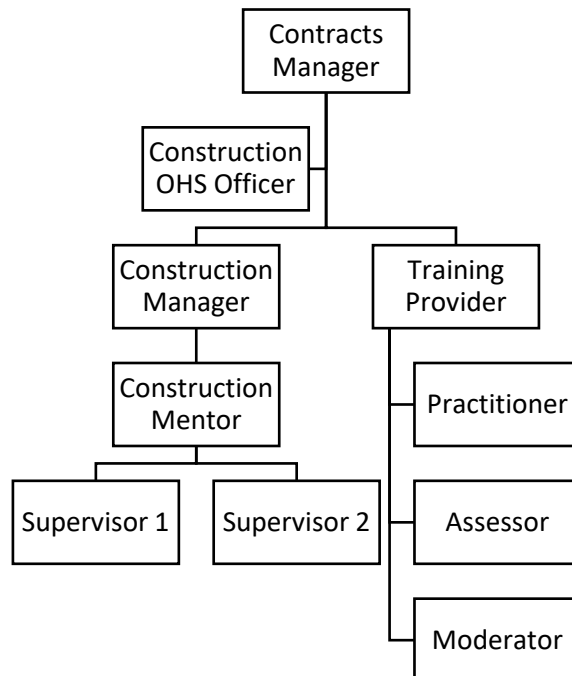 Contracts
Manager
Construction
OHS Officer
Construction
Manager
Training
Provider
Construction
Mentor
Practitioner
Supervisor 1
Supervisor 2
Assessor
Moderator